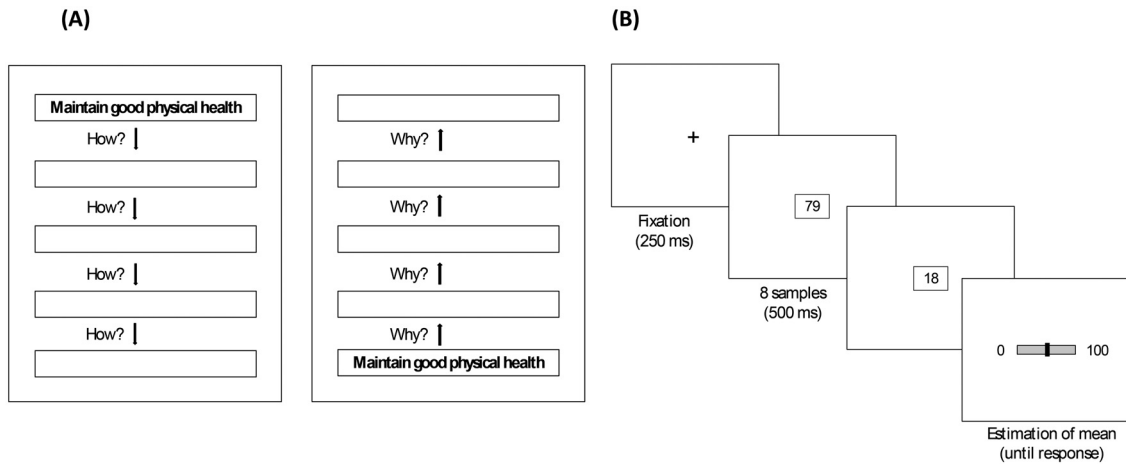 (A)
Maintain good physical health
How?
How?
How?
How?
Why?
Why?
Why?
Why?
Maintain good physical health
(B)
+
Fixation
(250 ms)
79
8 samples
(500 ms)
18
0 100
Estimation of mean
(until response)